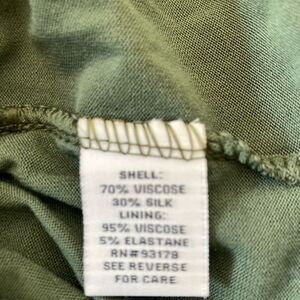 SHELL:
70% VISCOSE
30% SILK
LINING:
95% VISCOSE
5% ELASTANE
RN#93178
SEE REVERSE
FOR CARE